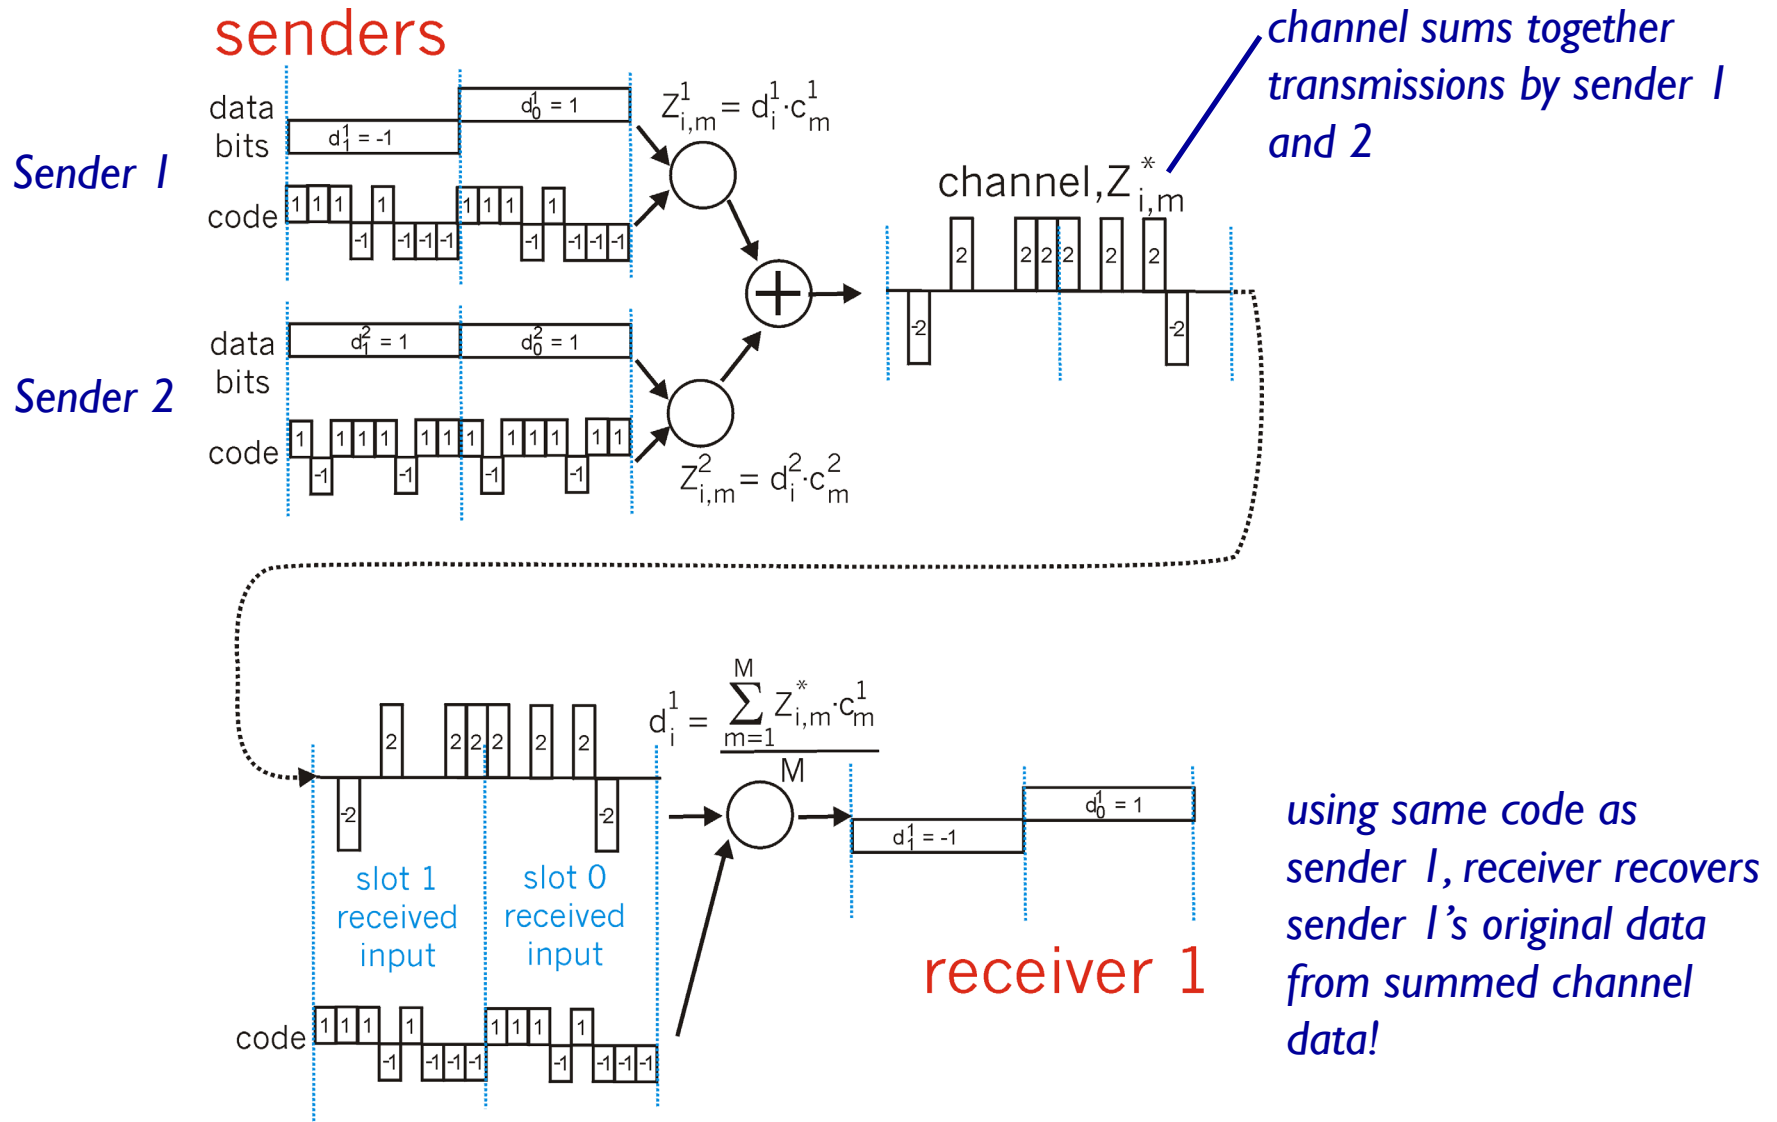 senders
channel sums together
transmissions by sender 1
and 2
Sender 1
data
bits
d¹₁ = -1
d¹₀ = 1
Z¹ᵢ,ₘ = d¹ᵢ·c¹ₘ
code
1 1 1 -1 1 -1 -1 -1 1 1 1 -1 1 -1 -1 -1
channel, Z*ᵢ,ₘ
-2 2 2 2 2 2 2 -2
+
Sender 2
data
bits
d²₁ = 1
d²₀ = 1
code
1 -1 1 1 1 -1 1 1 1 -1 1 1 1 -1 1 1
Z²ᵢ,ₘ = d²ᵢ·c²ₘ
-2 2 2 2 2 2 2 -2
slot 1
received
input
slot 0
received
input
code
1 1 1 -1 1 -1 -1 -1 1 1 1 -1 1 -1 -1 -1
M
d¹ᵢ = ∑ Z*ᵢ,ₘ·c¹ₘ
m=1
M
d¹₁ = -1
d¹₀ = 1
receiver 1
using same code as
sender 1, receiver recovers
sender 1’s original data
from summed channel
data!